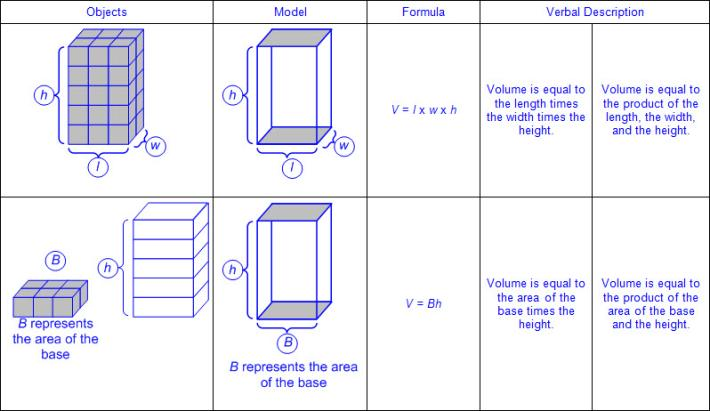 Objects
Model
Formula
Verbal Description
h
l
w
h
l
w
V = l x w x h
Volume is equal to
the length times
the width times the
height.
Volume is equal to
the product of the
length, the width,
and the height.
B
h
B represents
the area of the
base
h
B
B represents the area
of the base
V = Bh
Volume is equal to
the area of the
base times the
height.
Volume is equal to
the product of the
area of the base
and the height.